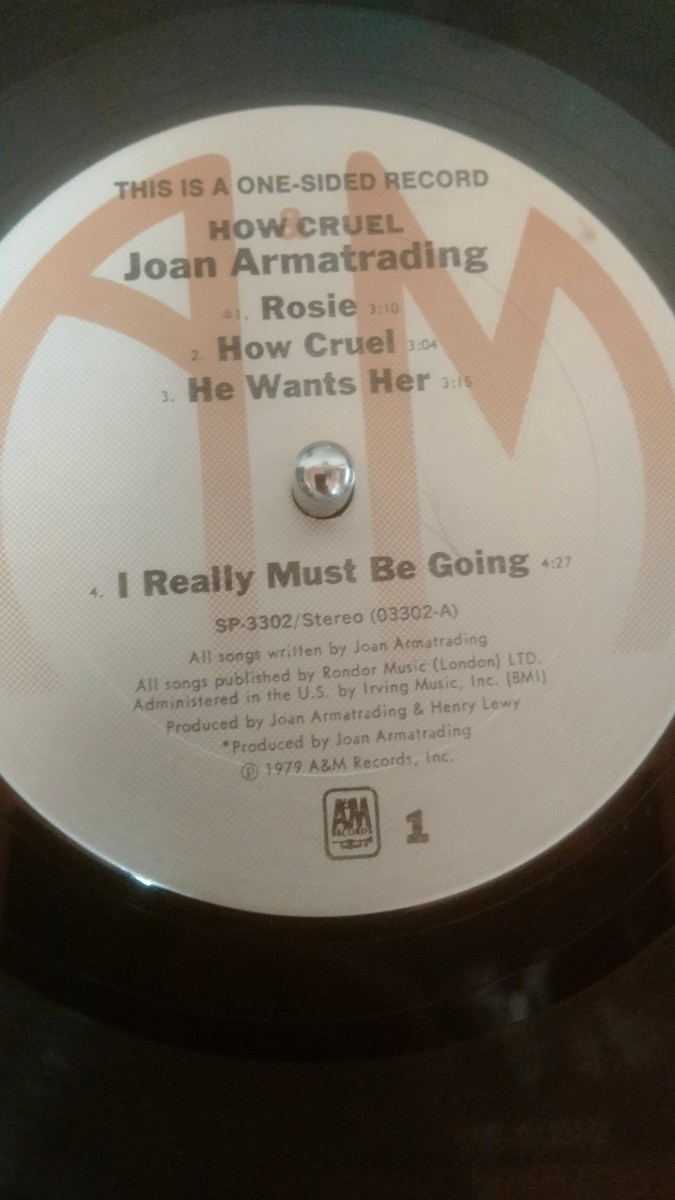 THIS IS A ONE-SIDED RECORD
HOW CRUEL
Joan Armatrading
*1. Rosie 3:10
2. How Cruel 3:04
3. He Wants Her 3:15
4. I Really Must Be Going 4:27
SP-3302/Stereo (03302-A)
All songs written by Joan Armatrading
All songs published by Rondor Music (London) LTD.
Administered in the U.S. by Irving Music, Inc. (BMI)
Produced by Joan Armatrading & Henry Lewy
*Produced by Joan Armatrading
℗ 1979 A&M Records, Inc.
A&M
RECORDS
1